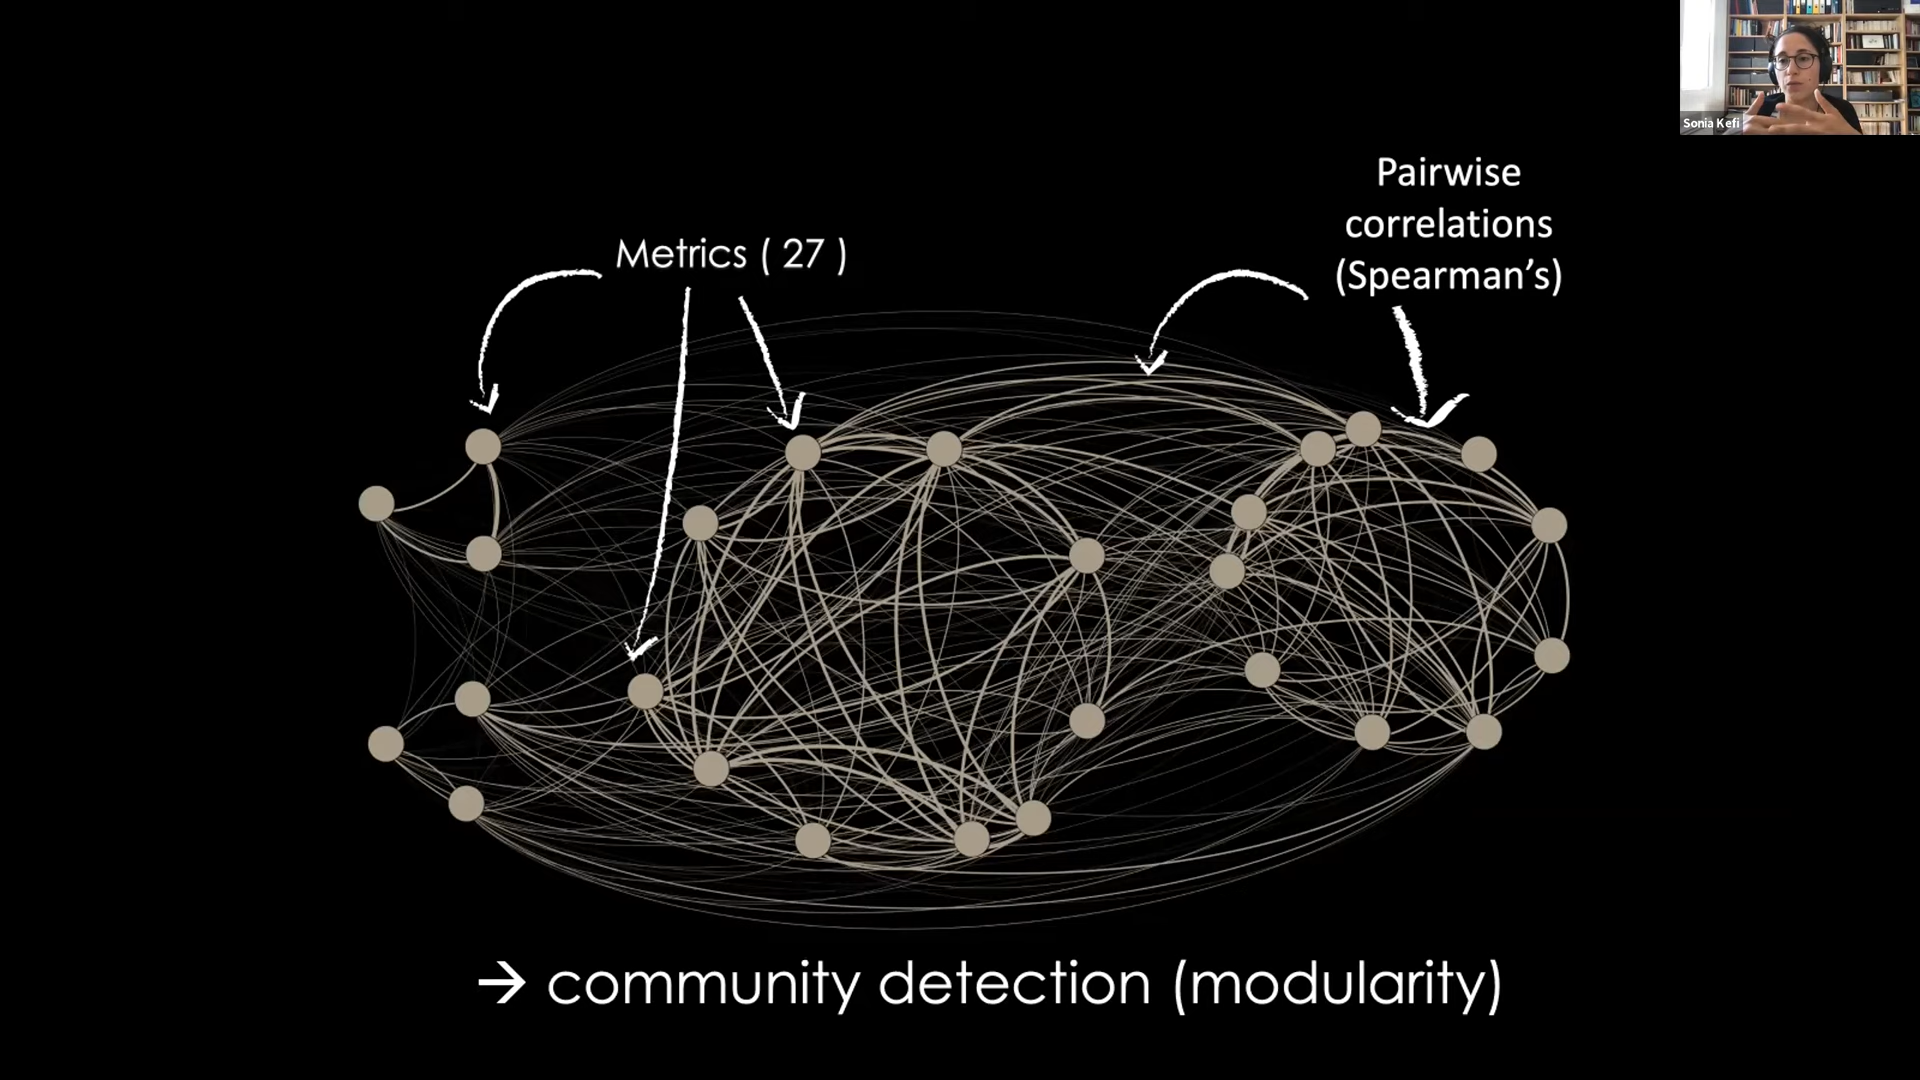 Sonia Kefi
Pairwise
correlations
(Spearman’s)
Metrics ( 27 )
→ community detection (modularity)